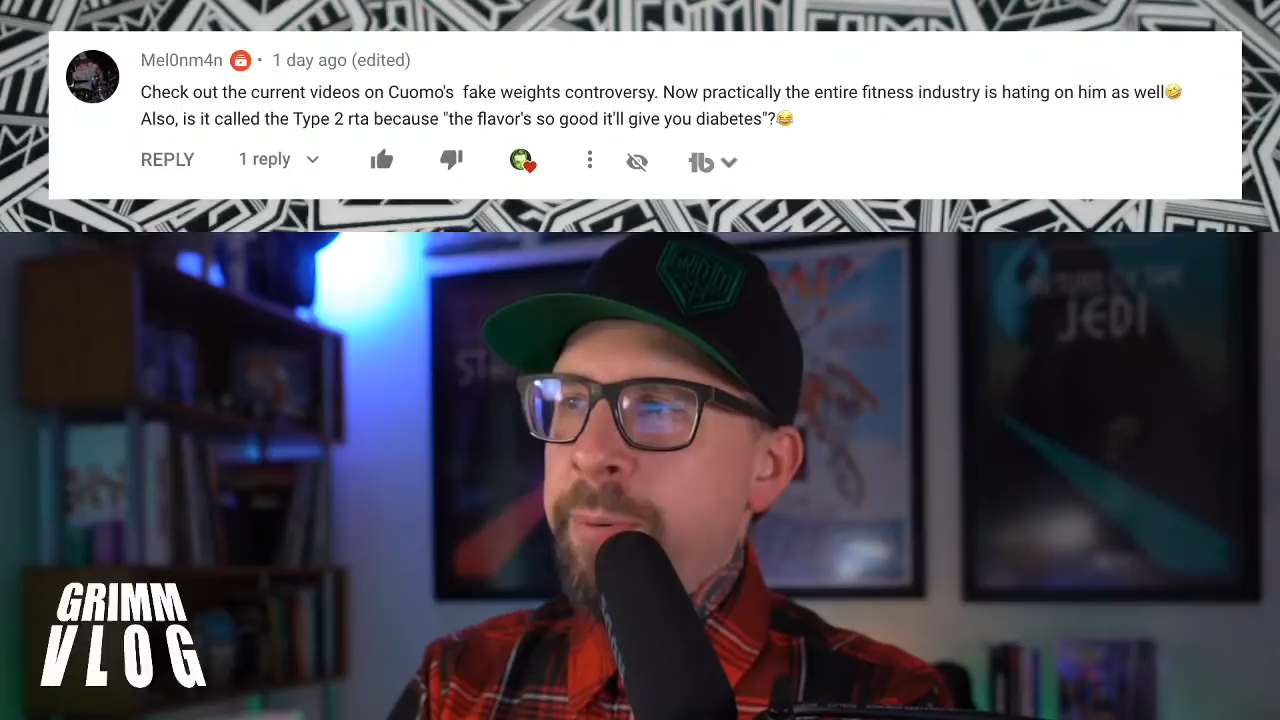 Mel0nm4n • 1 day ago (edited)
Check out the current videos on Cuomo's  fake weights controversy. Now practically the entire fitness industry is hating on him as well🤣
Also, is it called the Type 2 rta because "the flavor's so good it'll give you diabetes"?😂
REPLY 1 reply
GRIMM
JEDI
GRIMM
VLOG